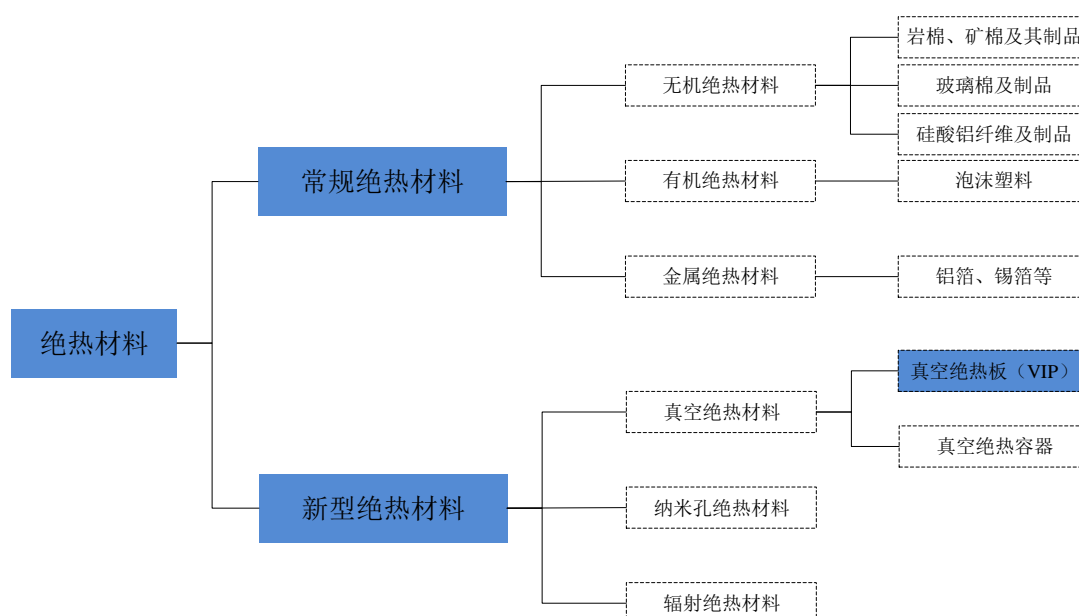 岩棉、矿棉及其制品
无机绝热材料
玻璃棉及制品
硅酸铝纤维及制品
常规绝热材料
有机绝热材料
泡沫塑料
金属绝热材料
铝箔、锡箔等
绝热材料
真空绝热板（VIP）
真空绝热材料
真空绝热容器
新型绝热材料
纳米孔绝热材料
辐射绝热材料